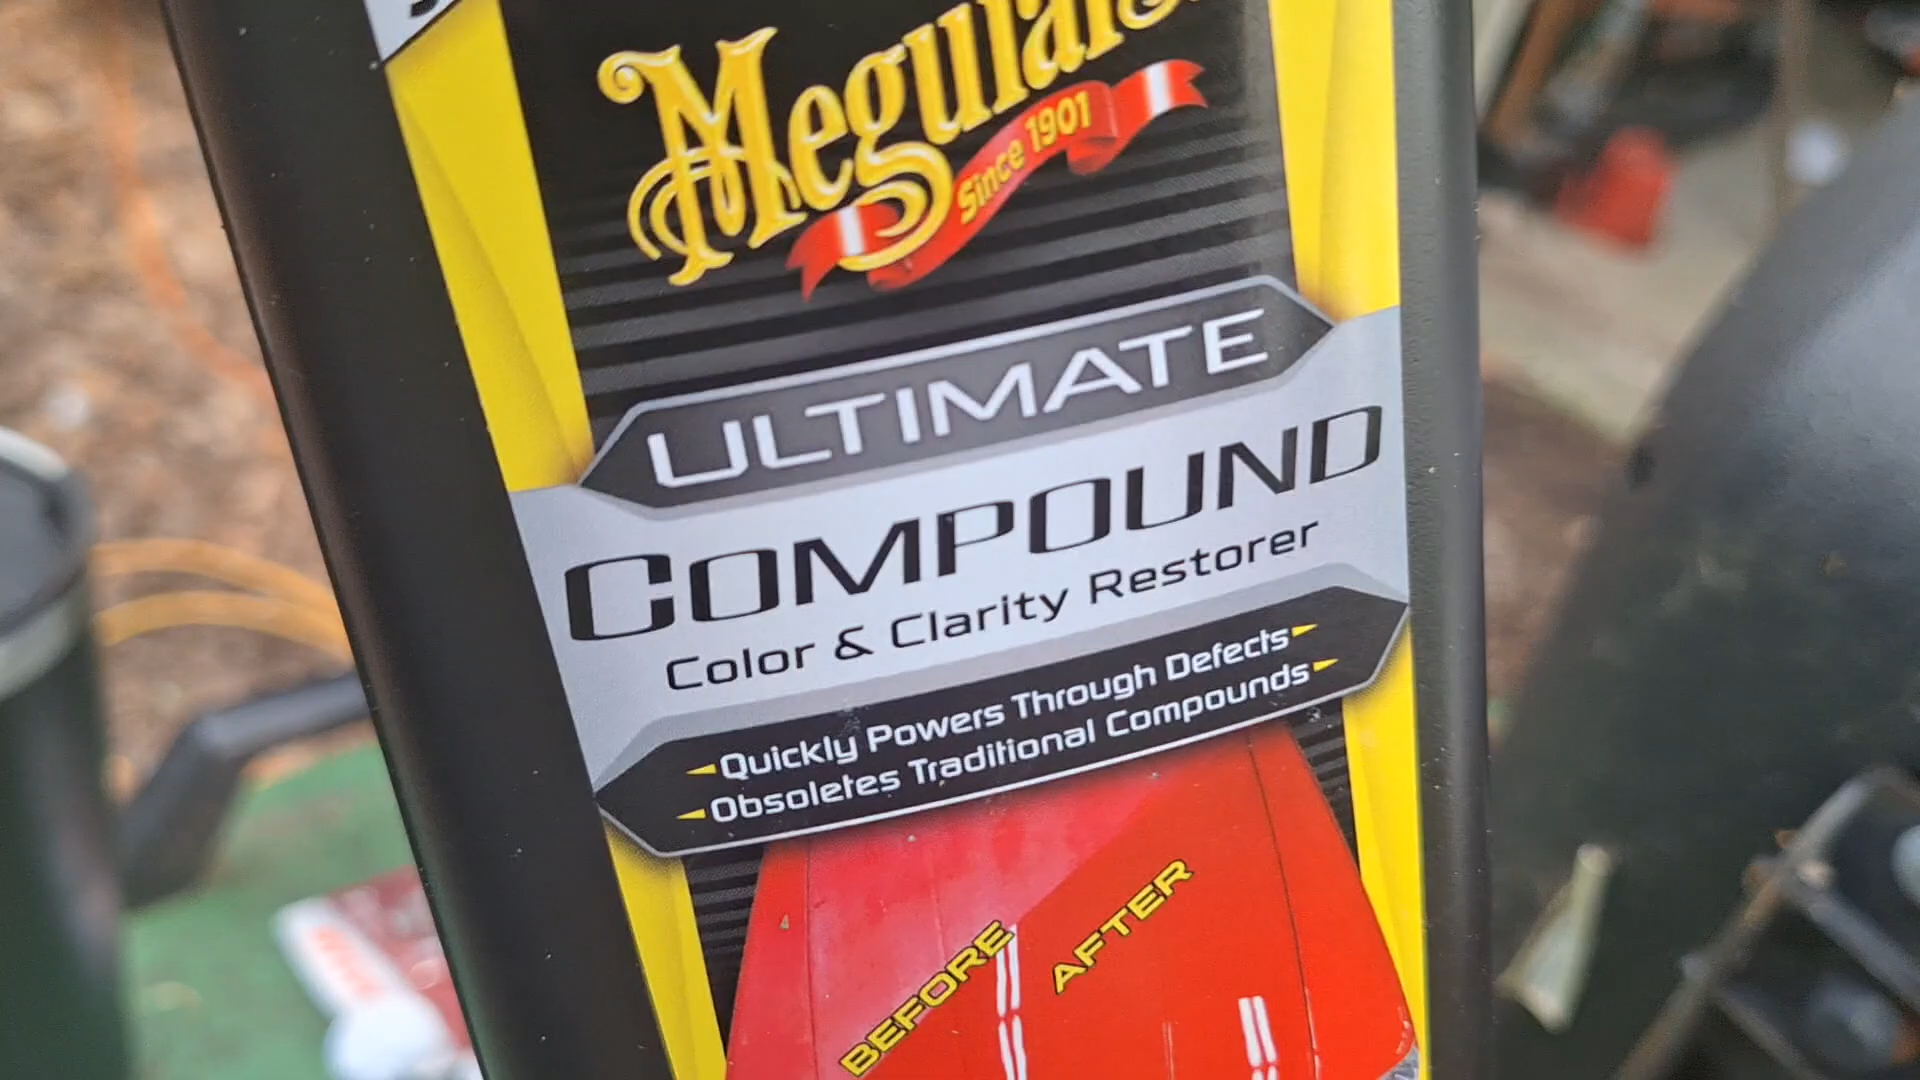 Meguiar's
Since 1901
ULTIMATE
COMPOUND
Color & Clarity Restorer
Quickly Powers Through Defects
Obsoletes Traditional Compounds
BEFORE
AFTER